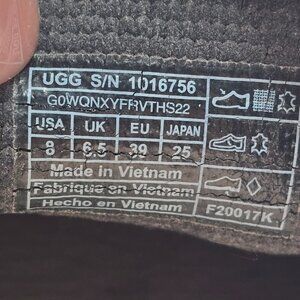 UGG S/N 1016756
G0WQNXYFRVTHS22
USA UK EU JAPAN
8 6.5 39 25
Made in Vietnam
Fabrique en Vietnam
Hecho en Vietnam
F20017K